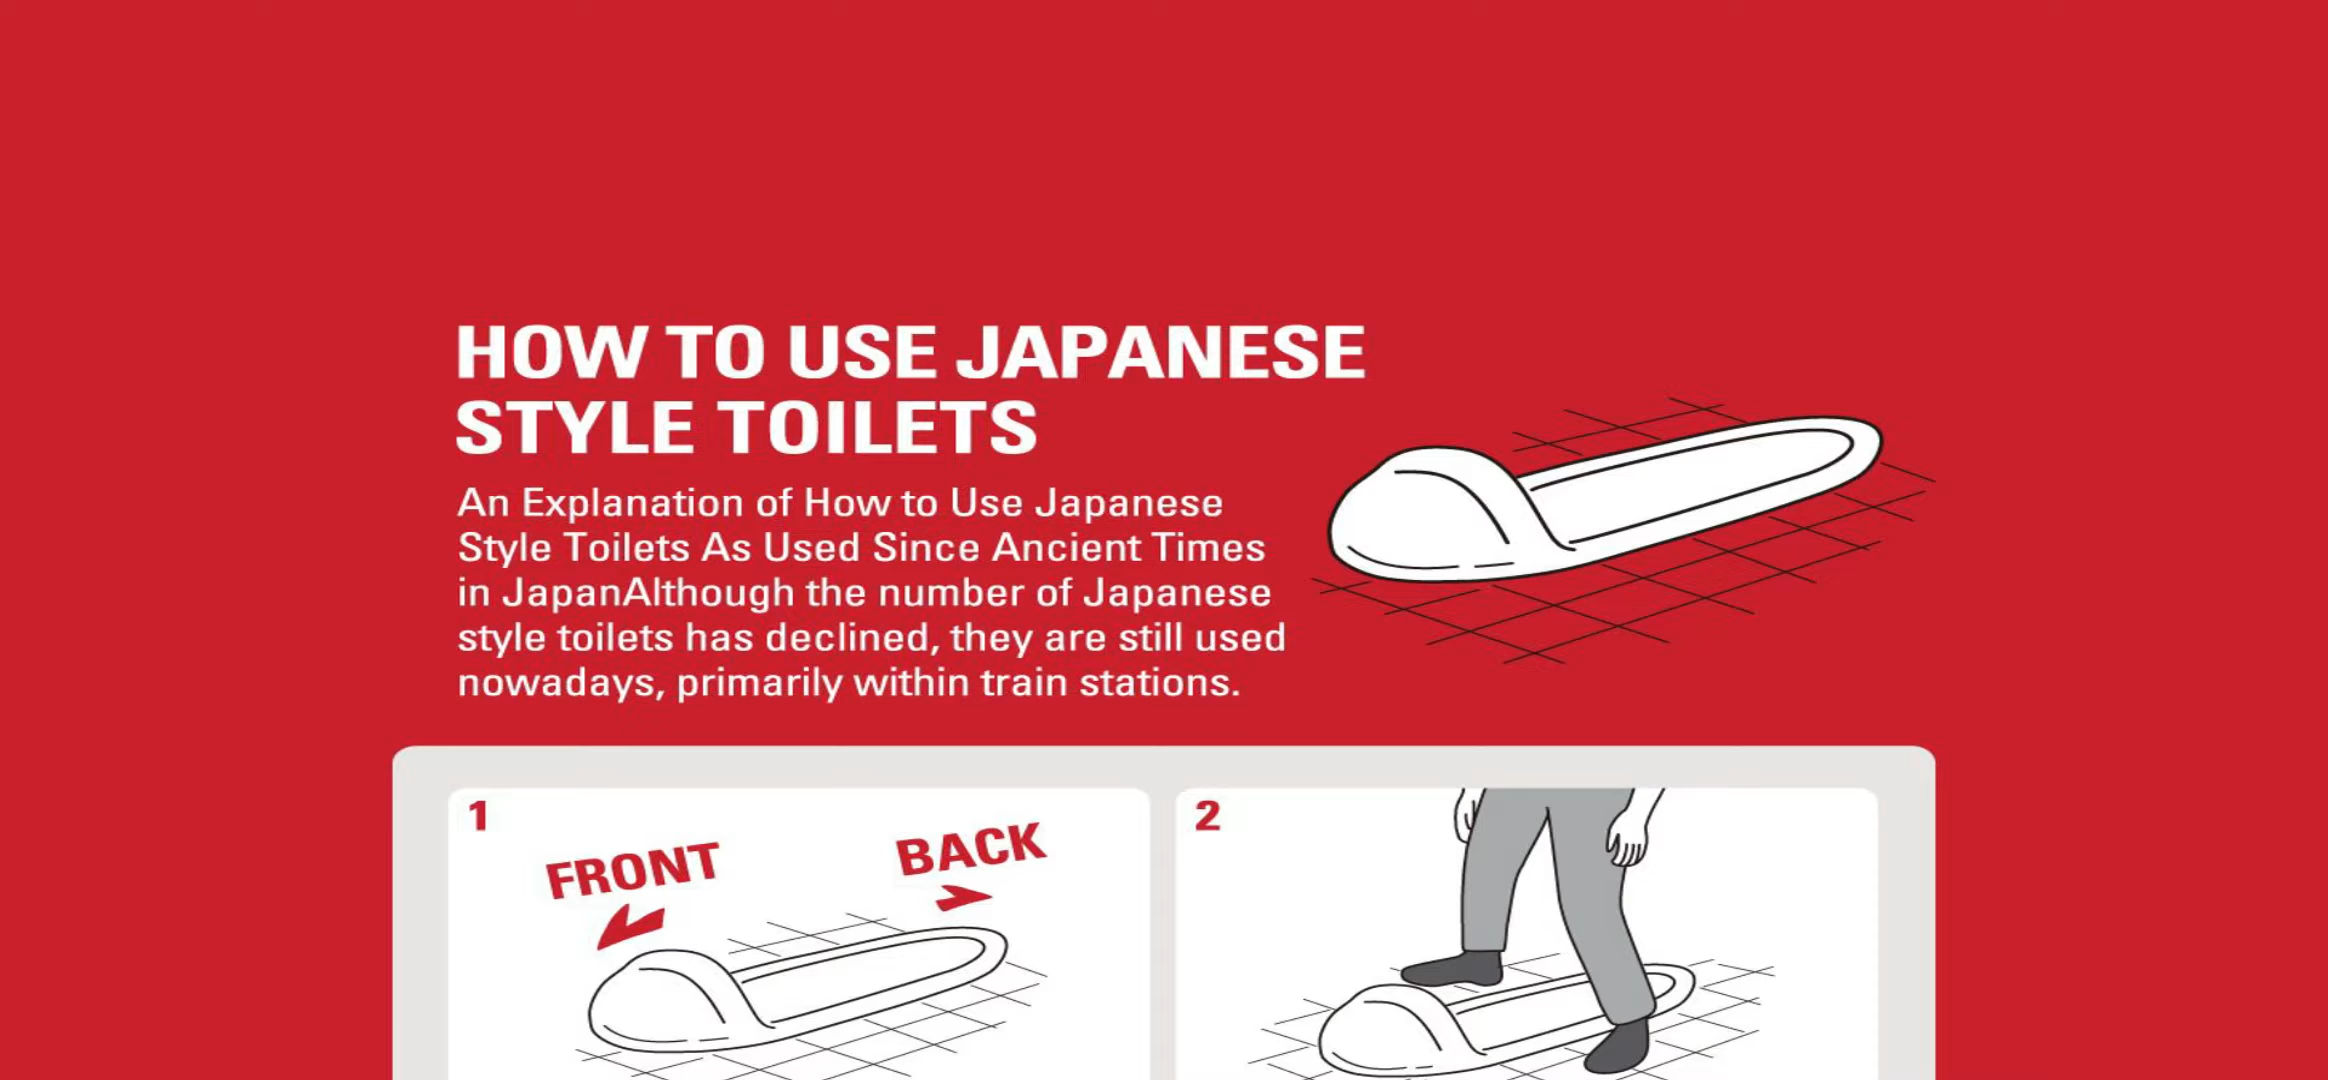 HOW TO USE JAPANESE
STYLE TOILETS
An Explanation of How to Use Japanese
Style Toilets As Used Since Ancient Times
in JapanAlthough the number of Japanese
style toilets has declined, they are still used
nowadays, primarily within train stations.
1
FRONT
BACK
2